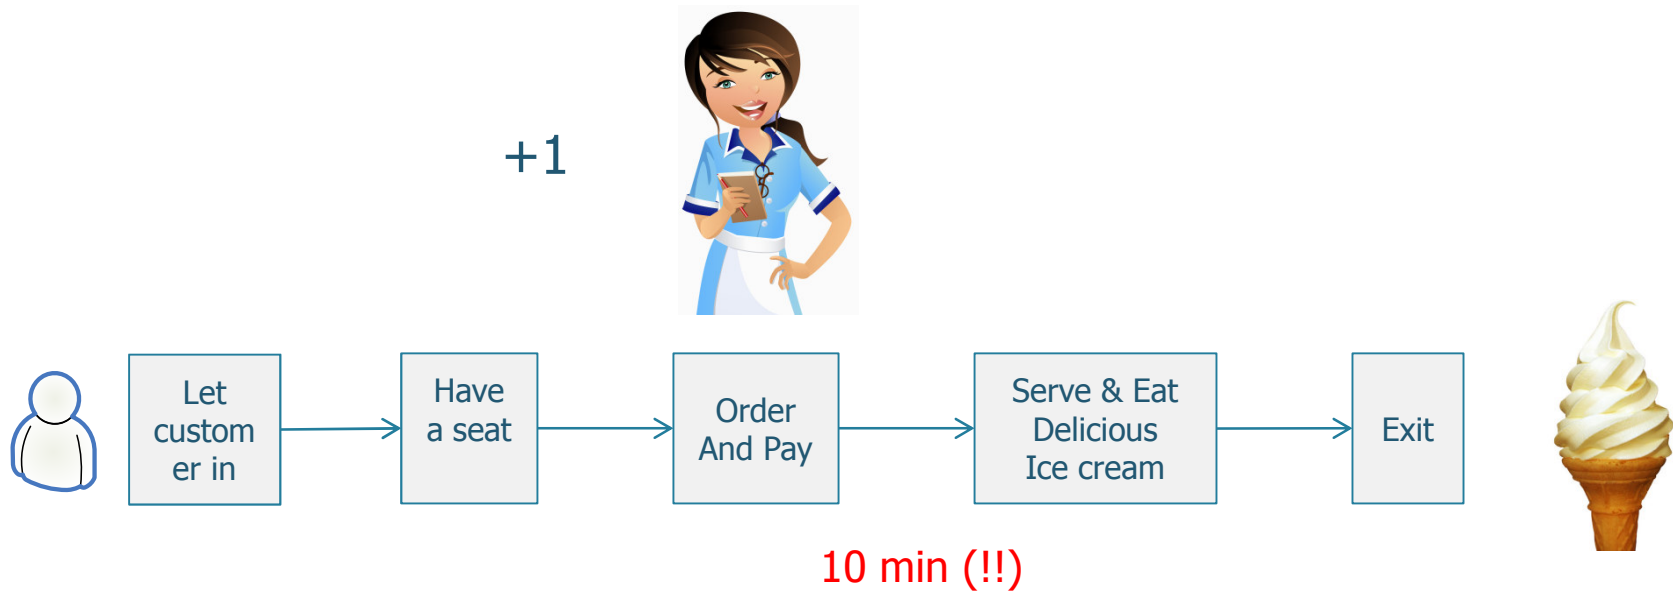 +1
Let
custom
er in
Have
a seat
Order
And Pay
Serve & Eat
Delicious
Ice cream
Exit
10 min (!!)